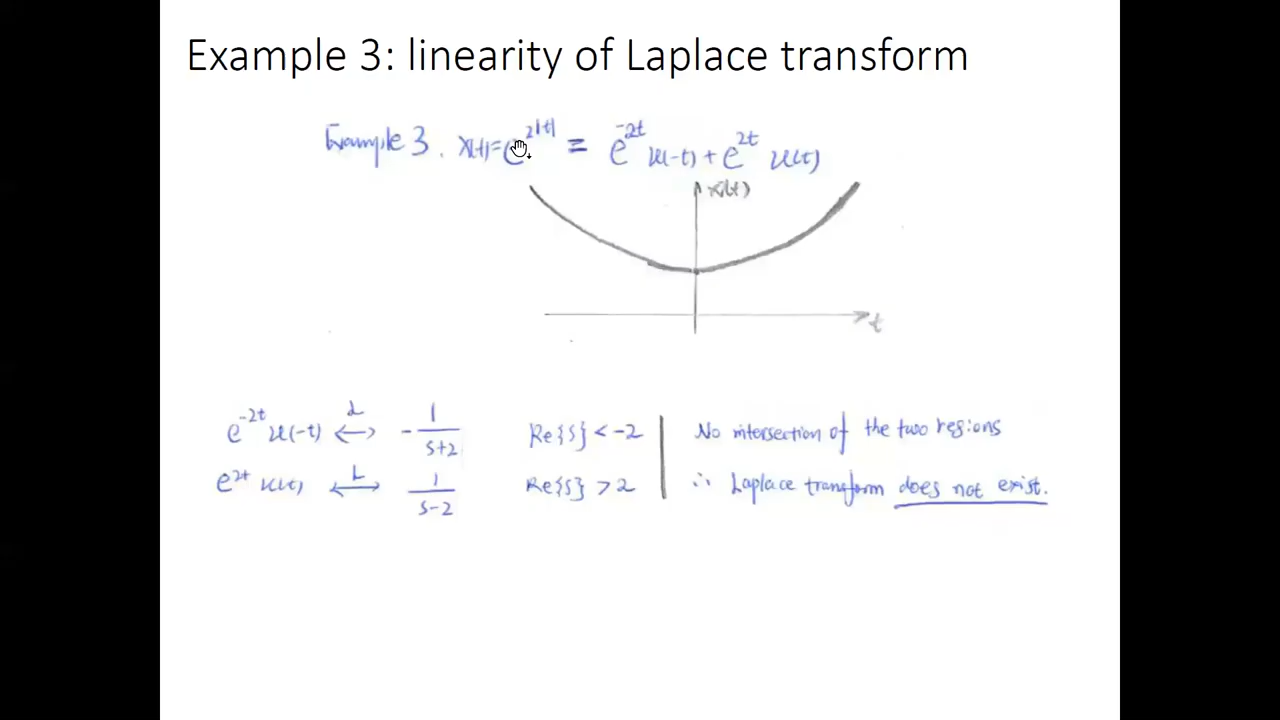 Example 3: linearity of Laplace transform
Example 3. x(t)=e^{2|t|} = e^{-2t} u(-t) + e^{2t} u(t)
x(t)
t
e^{-2t} u(-t) ⟷ L - 1/(s+2) Re{s} < -2 | No intersection of the two regions
e^{2t} u(t) ⟷ L 1/(s-2) Re{s} > 2 | ∴ Laplace transform does not exist.